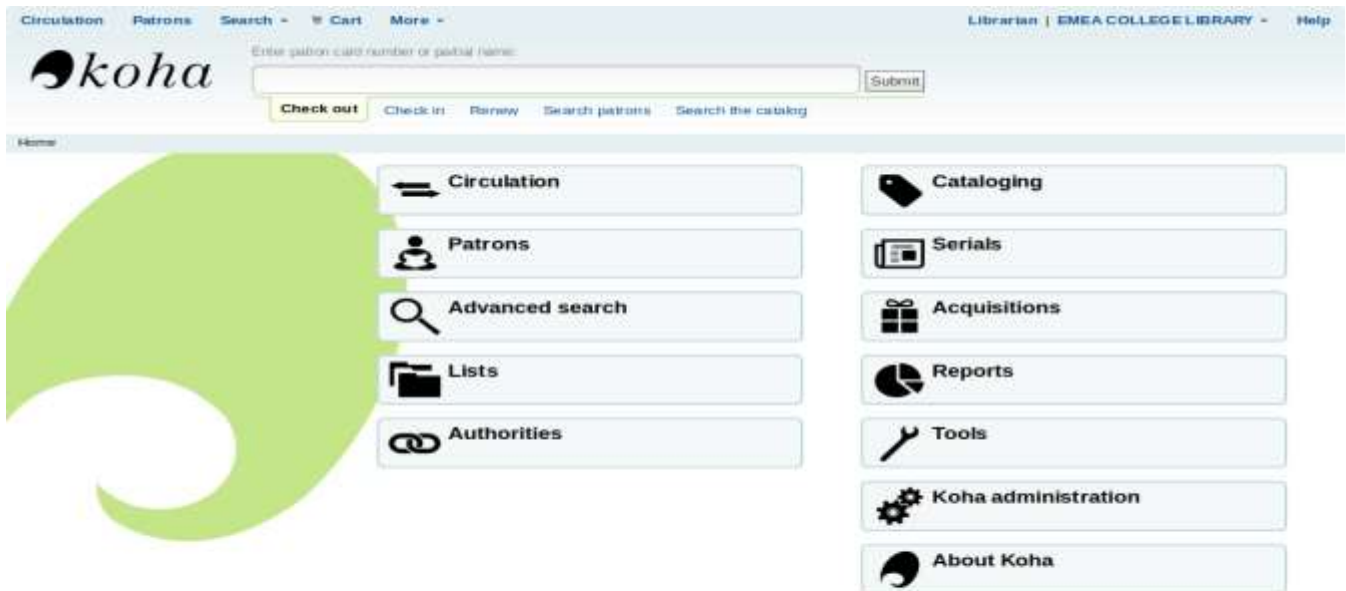 Circulation Patrons Search Cart More Librarian | EMEA COLLEGE LIBRARY Help
koha
Enter patron card number or partial name:
Submit
Check out Check in Renew Search patrons Search the catalog
Home
Circulation
Cataloging
Patrons
Serials
Advanced search
Acquisitions
Lists
Reports
Authorities
Tools
Koha administration
About Koha